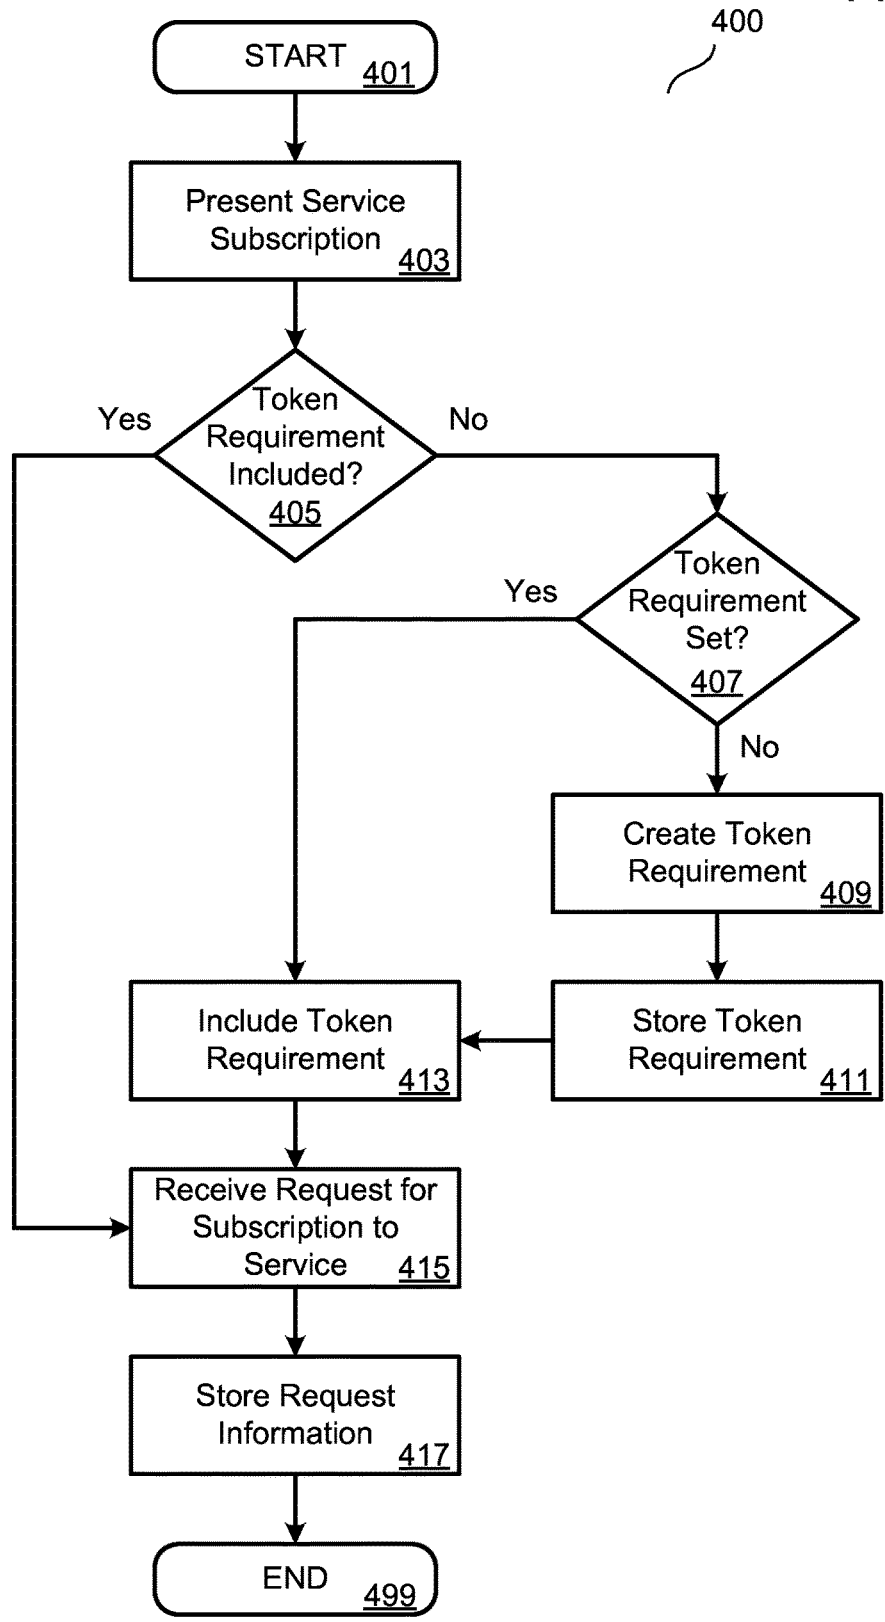 400
START
401
Present Service
Subscription
403
Token
Requirement
Included?
405
Yes
No
Token
Requirement
Set?
407
Yes
No
Create Token
Requirement
409
Include Token
Requirement
413
Store Token
Requirement
411
Receive Request for
Subscription to
Service
415
Store Request
Information
417
END
499